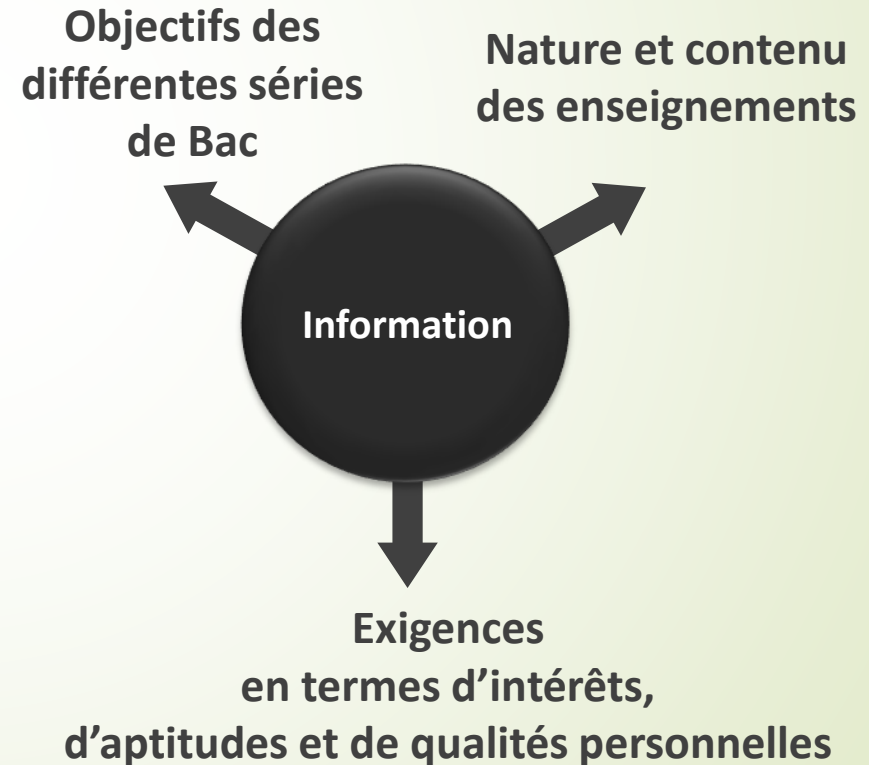 Objectifs des
différentes séries
de Bac
Nature et contenu
des enseignements
Information
Exigences
en termes d’intérêts,
d’aptitudes et de qualités personnelles